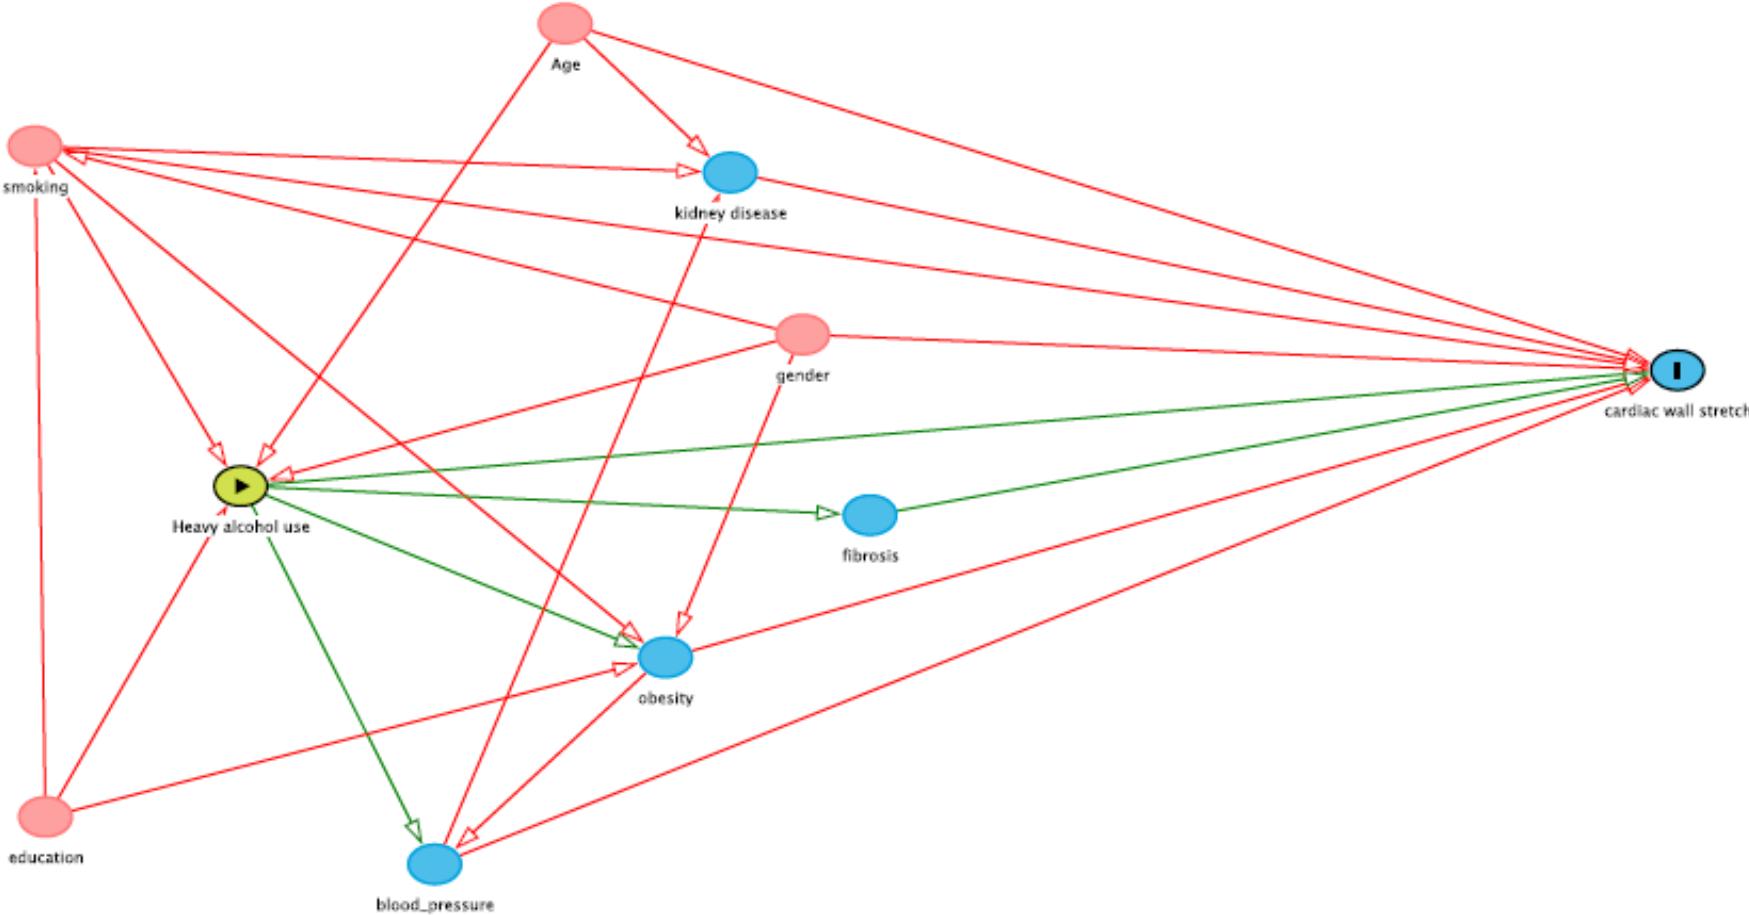 Age
smoking
kidney disease
gender
cardiac wall stretch
Heavy alcohol use
fibrosis
obesity
education
blood_pressure